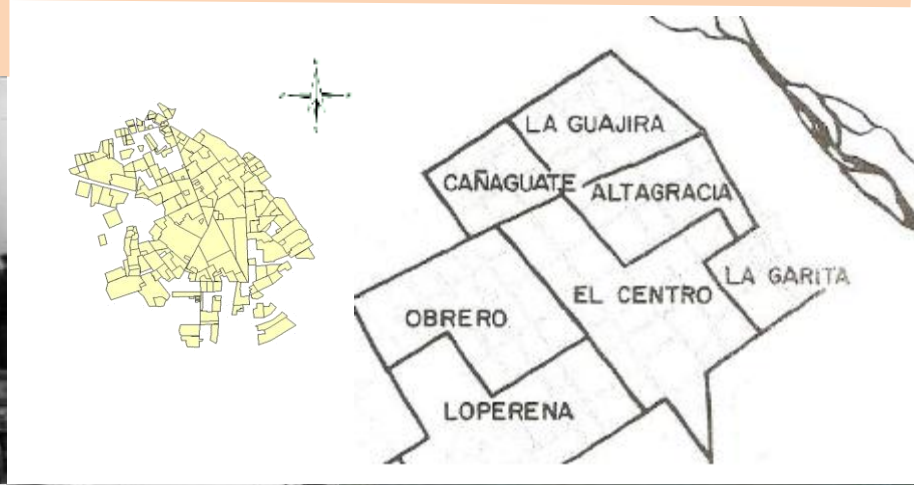 LA GUAJIRA
CAÑAGUATE
ALTAGRACIA
LA GARITA
EL CENTRO
OBRERO
LOPERENA